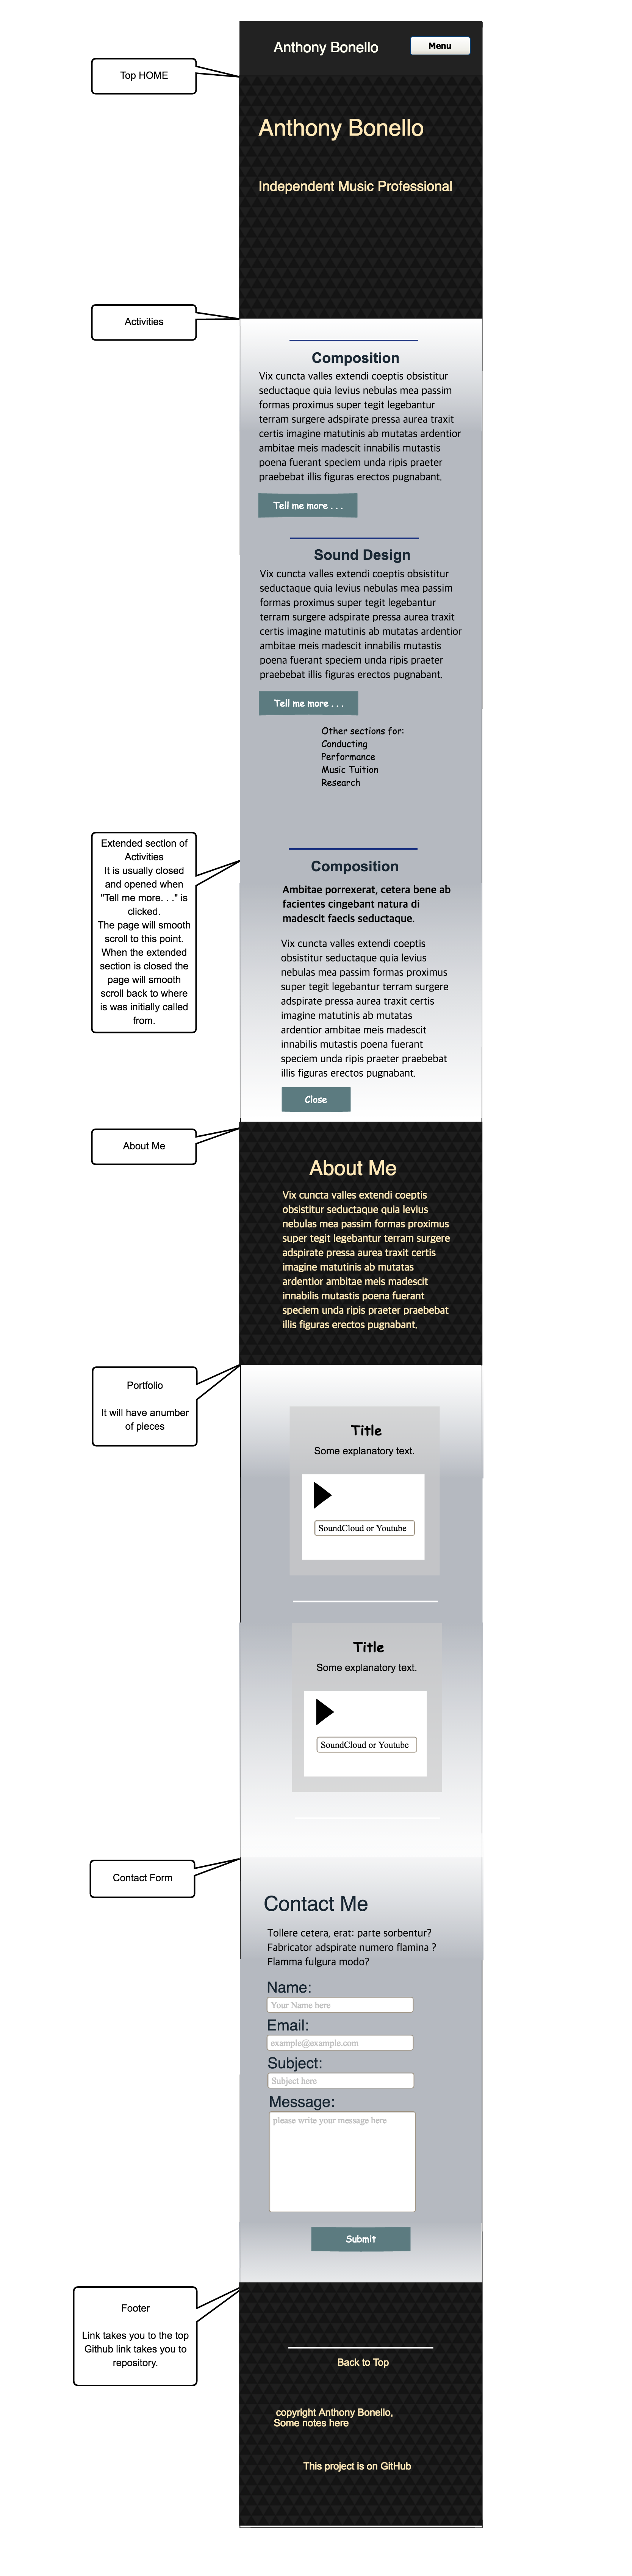 Anthony Bonello
Menu
Top HOME
Anthony Bonello
Independent Music Professional
Activities
Composition
Vix cuncta valles extendi coeptis obsistitur
seductaque quia levius nebulas mea passim
formas proximus super tegit legebantur
terram surgere adspirate pressa aurea traxit
certis imagine matutinis ab mutatas ardentior
ambitae meis madescit innabilis mutastis
poena fuerant speciem unda ripis praeter
praebebat illis figuras erectos pugnabant.
Tell me more . . .
Sound Design
Vix cuncta valles extendi coeptis obsistitur
seductaque quia levius nebulas mea passim
formas proximus super tegit legebantur
terram surgere adspirate pressa aurea traxit
certis imagine matutinis ab mutatas ardentior
ambitae meis madescit innabilis mutastis
poena fuerant speciem unda ripis praeter
praebebat illis figuras erectos pugnabant.
Tell me more . . .
Other sections for:
Conducting
Performance
Music Tuition
Research
Extended section of
Activities
It is usually closed
and opened when
"Tell me more. . ." is
clicked.
The page will smooth
scroll to this point.
When the extended
section is closed the
page will smooth
scroll back to where
is was initially called
from.
Composition
Ambitae porrexerat, cetera bene ab
facientes cingebant natura di
madescit faecis seductaque.
Vix cuncta valles extendi coeptis
obsistitur seductaque quia levius
nebulas mea passim formas proximus
super tegit legebantur terram surgere
adspirate pressa aurea traxit certis
imagine matutinis ab mutatas
ardentior ambitae meis madescit
innabilis mutastis poena fuerant
speciem unda ripis praeter praebebat
illis figuras erectos pugnabant.
Close
About Me
About Me
Vix cuncta valles extendi coeptis
obsistitur seductaque quia levius
nebulas mea passim formas proximus
super tegit legebantur terram surgere
adspirate pressa aurea traxit certis
imagine matutinis ab mutatas
ardentior ambitae meis madescit
innabilis mutastis poena fuerant
speciem unda ripis praeter praebebat
illis figuras erectos pugnabant.
Portfolio
It will have anumber
of pieces
Title
Some explanatory text.
SoundCloud or Youtube
Title
Some explanatory text.
SoundCloud or Youtube
Contact Form
Contact Me
Tollere cetera, erat: parte sorbentur?
Fabricator adspirate numero flamina ?
Flamma fulgura modo?
Name:
Your Name here
Email:
example@example.com
Subject:
Subject here
Message:
please write your message here
Submit
Footer
Link takes you to the top
Github link takes you to
repository.
Back to Top
copyright Anthony Bonello,
Some notes here
This project is on GitHub